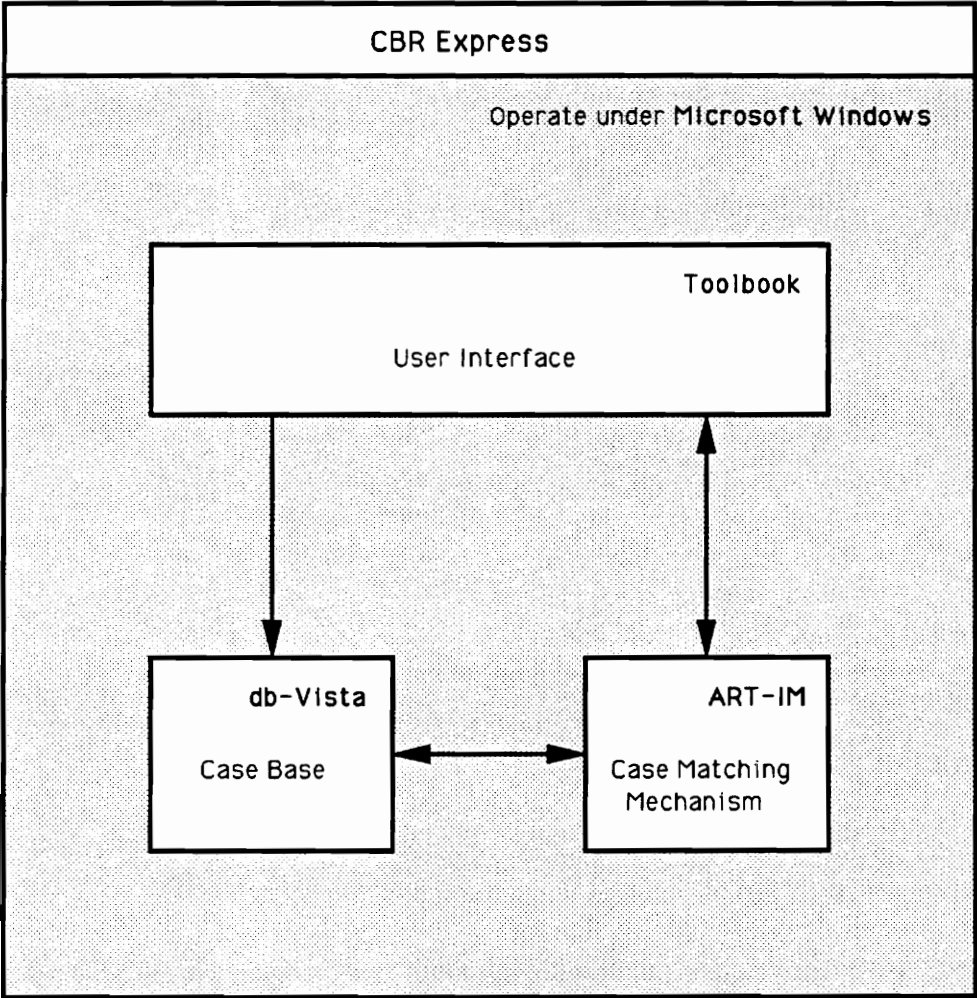 CBR Express
Operate under Microsoft Windows
Toolbook
User Interface
db-Vista
Case Base
ART-IM
Case Matching
Mechanism